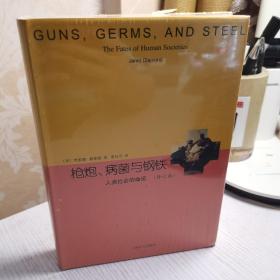 GUNS, GERMS, AND STEEL
The Fates of Human Societies
Jared Diamond
枪炮、病菌与钢铁
人类社会的命运